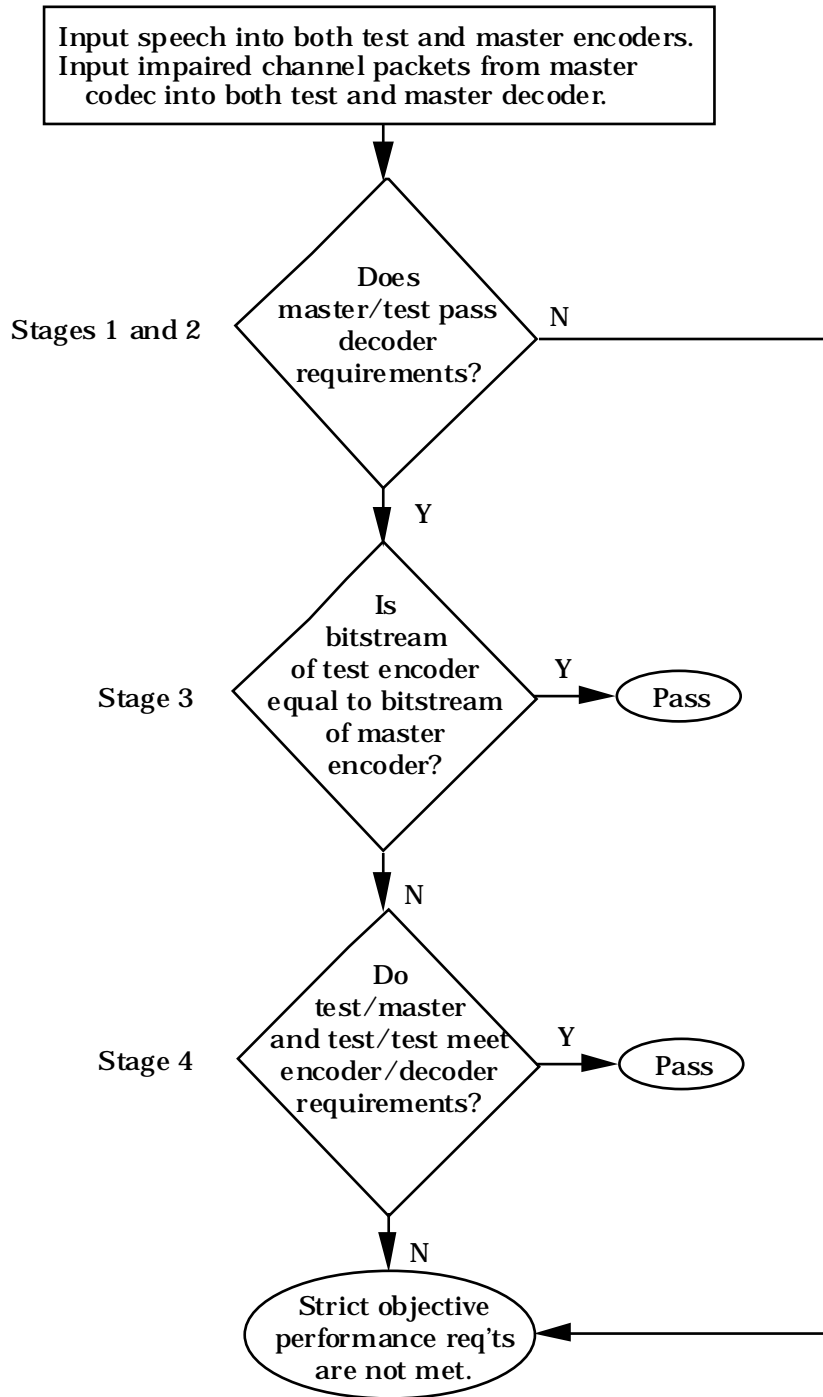 Input speech into both test and master encoders.
Input impaired channel packets from master
codec into both test and master decoder.
Does
master/test pass
decoder
requirements?
N
Stages 1 and 2
Y
Is
bitstream
of test encoder
equal to bitstream
of master
encoder?
Y
Pass
Stage 3
N
Do
test/master
and test/test meet
encoder/decoder
requirements?
Y
Pass
Stage 4
N
Strict objective
performance req'ts
are not met.